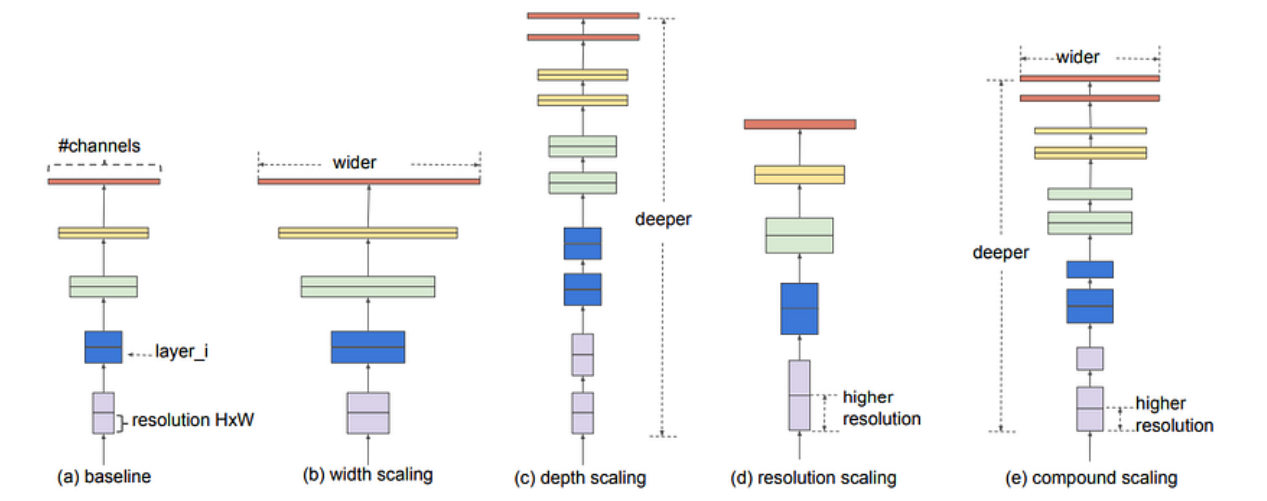 #channels
layer_i
resolution HxW
(a) baseline
wider
(b) width scaling
deeper
(c) depth scaling
higher
resolution
(d) resolution scaling
wider
deeper
higher
resolution
(e) compound scaling